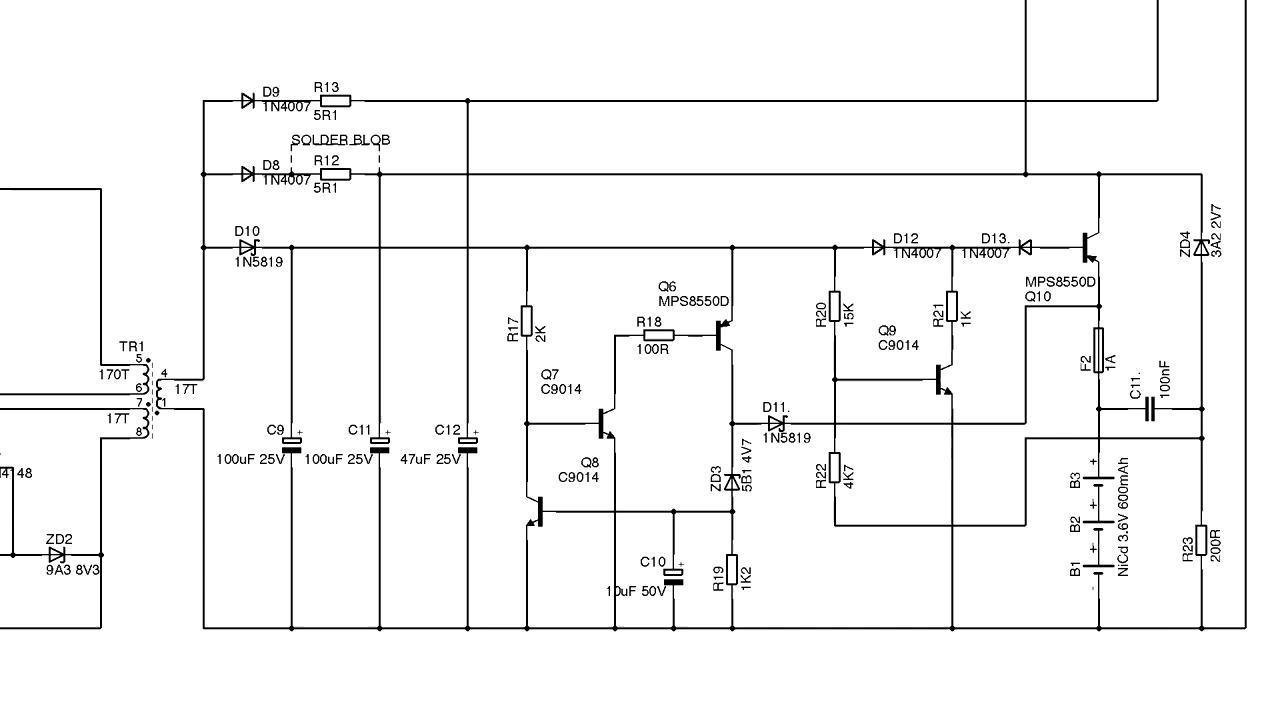 D9
1N4007
R13
5R1
SOLDER BLOB
D8
1N4007
R12
5R1
D10
1N5819
D12
1N4007
D13.
1N4007
ZD4
3A2 2V7
MPS8550D
Q10
Q6
MPS8550D
R17
2K
R18
100R
R20
15K
Q9
C9014
R21
1K
F2
1A
TR1
5
170T
6
7
17T
8
4
17T
1
Q7
C9014
C11.
100nF
D11.
1N5819
C9
100uF 25V
C11
100uF 25V
C12
47uF 25V
Q8
C9014
ZD3
5B1 4V7
R22
4K7
+
+
+
+
B3
+
B2
+
B1
-
NiCd 3.6V 600mAh
48
ZD2
9A3 8V3
C10
+
10uF 50V
R19
1K2
R23
200R